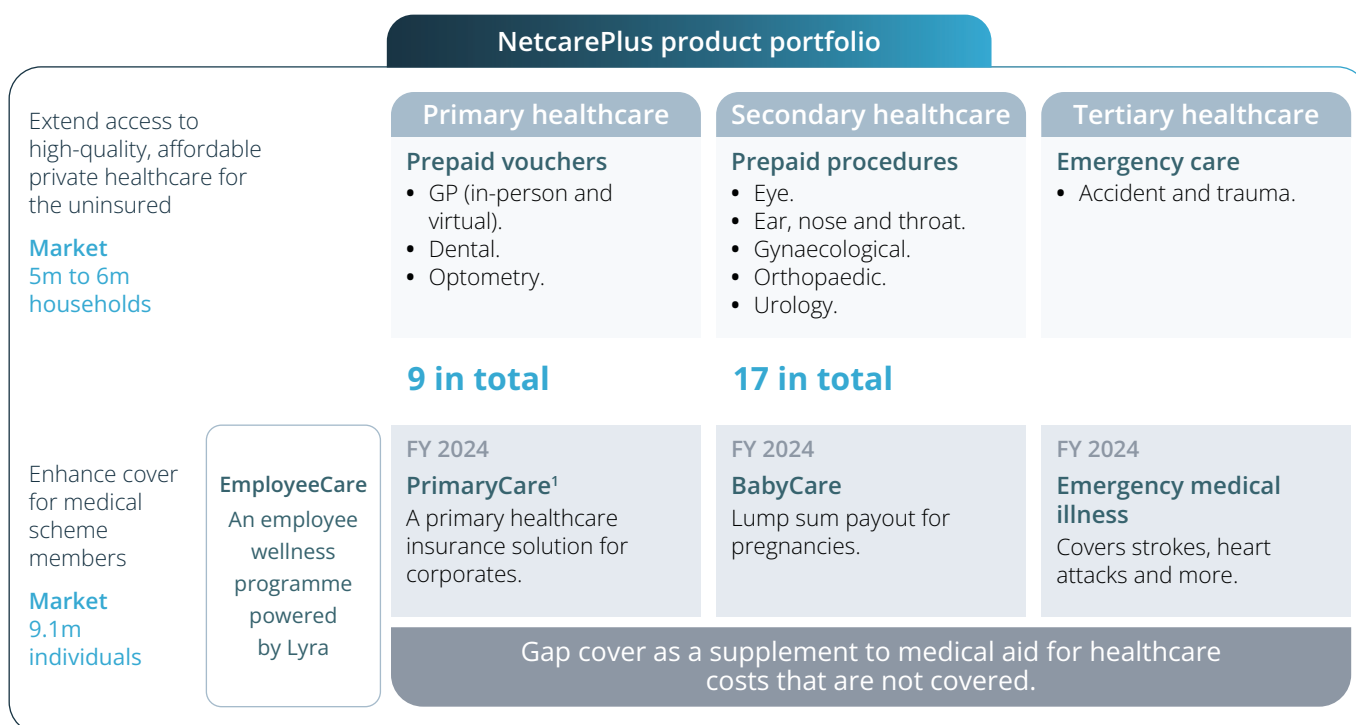 NetcarePlus product portfolio
Extend access to
high-quality, affordable
private healthcare for
the uninsured
Market
5m to 6m
households
Primary healthcare
Prepaid vouchers
• GP (in-person and
virtual).
• Dental.
• Optometry.
9 in total
Secondary healthcare
Prepaid procedures
• Eye.
• Ear, nose and throat.
• Gynaecological.
• Orthopaedic.
• Urology.
17 in total
Tertiary healthcare
Emergency care
• Accident and trauma.
Enhance cover
for medical
scheme
members
Market
9.1m
individuals
EmployeeCare
An employee
wellness
programme
powered
by Lyra
FY 2024
PrimaryCare¹
A primary healthcare
insurance solution for
corporates.
FY 2024
BabyCare
Lump sum payout for
pregnancies.
FY 2024
Emergency medical
illness
Covers strokes, heart
attacks and more.
Gap cover as a supplement to medical aid for healthcare
costs that are not covered.